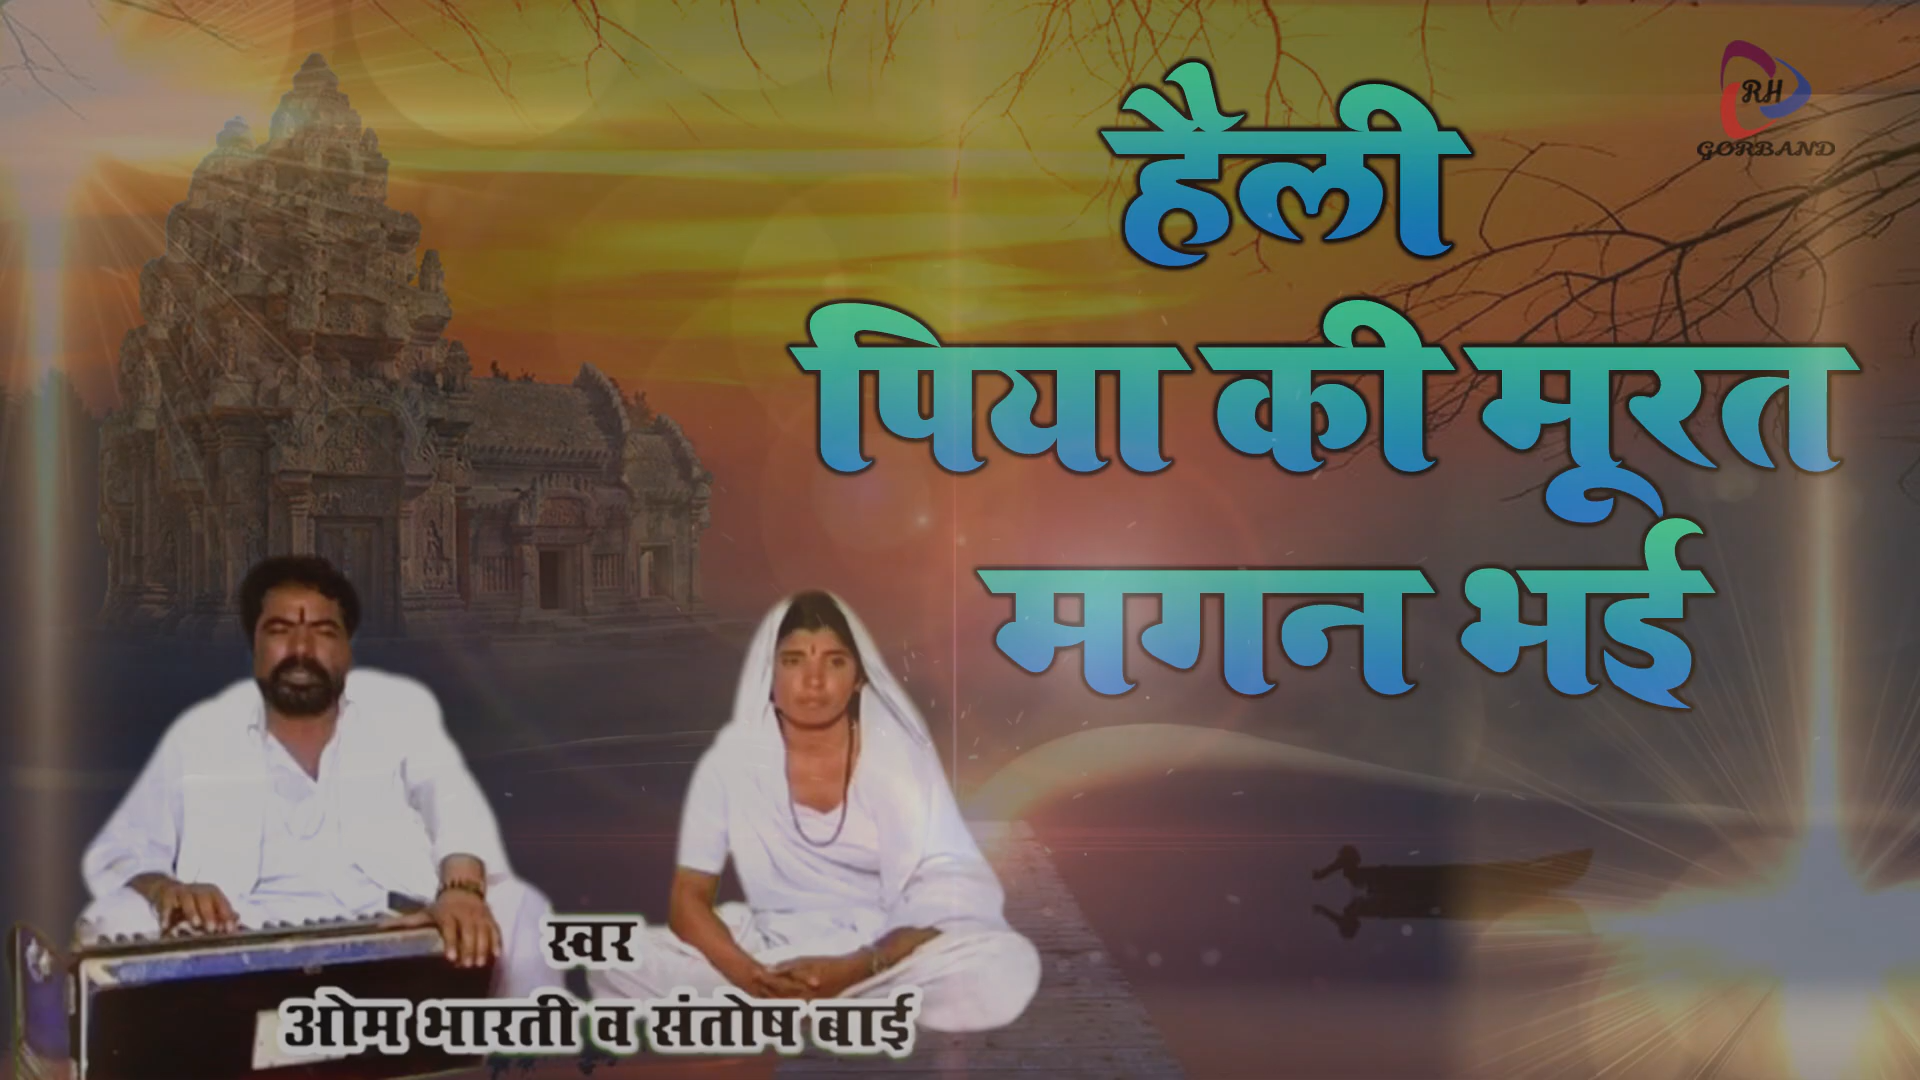 हैली
पिया की मूरत
मगन भई
RH
GORBAND
स्वर
ओम भारती व संतोष बाई